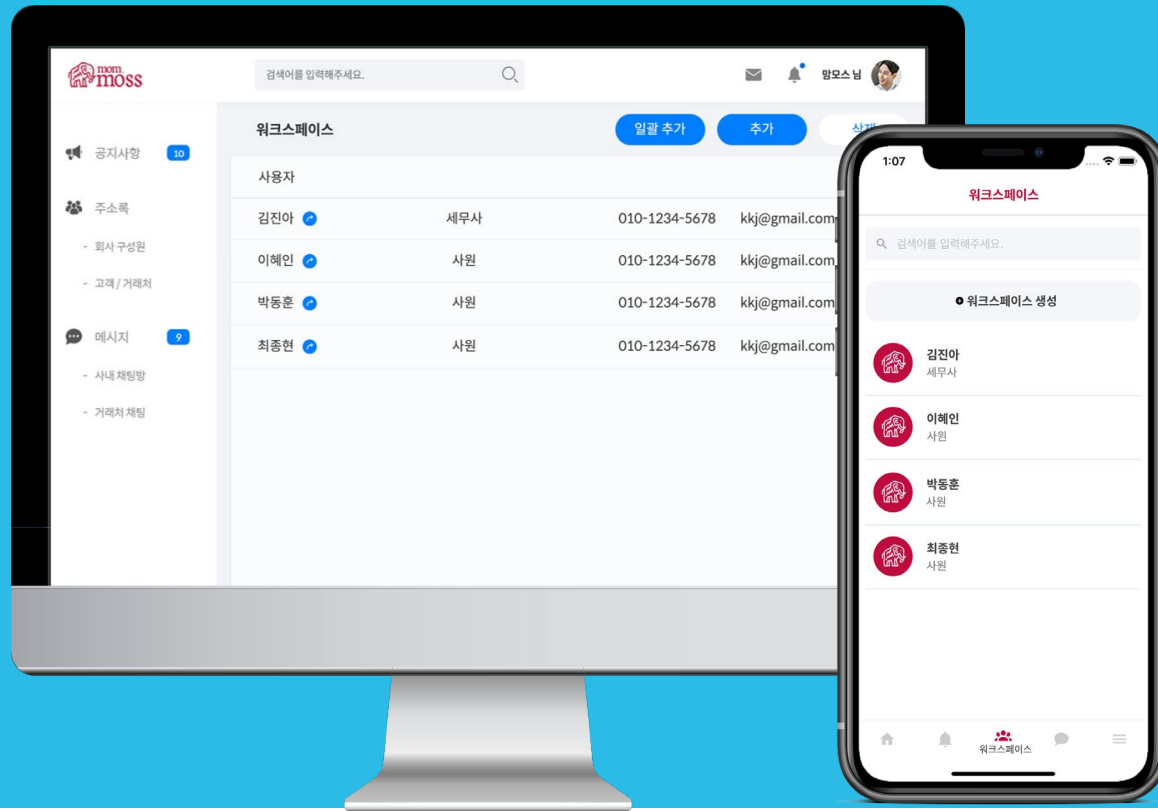 mom.
moss
검색어를 입력해주세요.
맘모스 님
공지사항 10
주소록
- 회사 구성원
- 고객 / 거래처
메시지 9
- 사내 채팅방
- 거래처 채팅
워크스페이스
일괄 추가
추가
삭제
사용자
김진아 세무사 010-1234-5678 kkj@gmail.com
이혜인 사원 010-1234-5678 kkj@gmail.com
박동훈 사원 010-1234-5678 kkj@gmail.com
최종현 사원 010-1234-5678 kkj@gmail.com
1:07
워크스페이스
검색어를 입력해주세요.
워크스페이스 생성
김진아
세무사
이혜인
사원
박동훈
사원
최종현
사원
워크스페이스